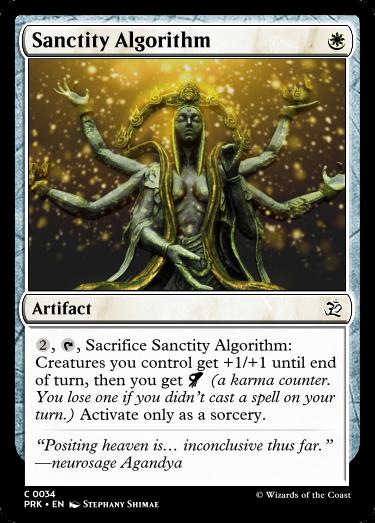 Sanctity Algorithm
Artifact
2, , Sacrifice Sanctity Algorithm:
Creatures you control get +1/+1 until end
of turn, then you get (a karma counter.
You lose one if you didn't cast a spell on your
turn.) Activate only as a sorcery.
“Positing heaven is… inconclusive thus far.”
—neurosage Agandya
C 0034
PRK • EN STEPHANY SHIMAE
© Wizards of the Coast